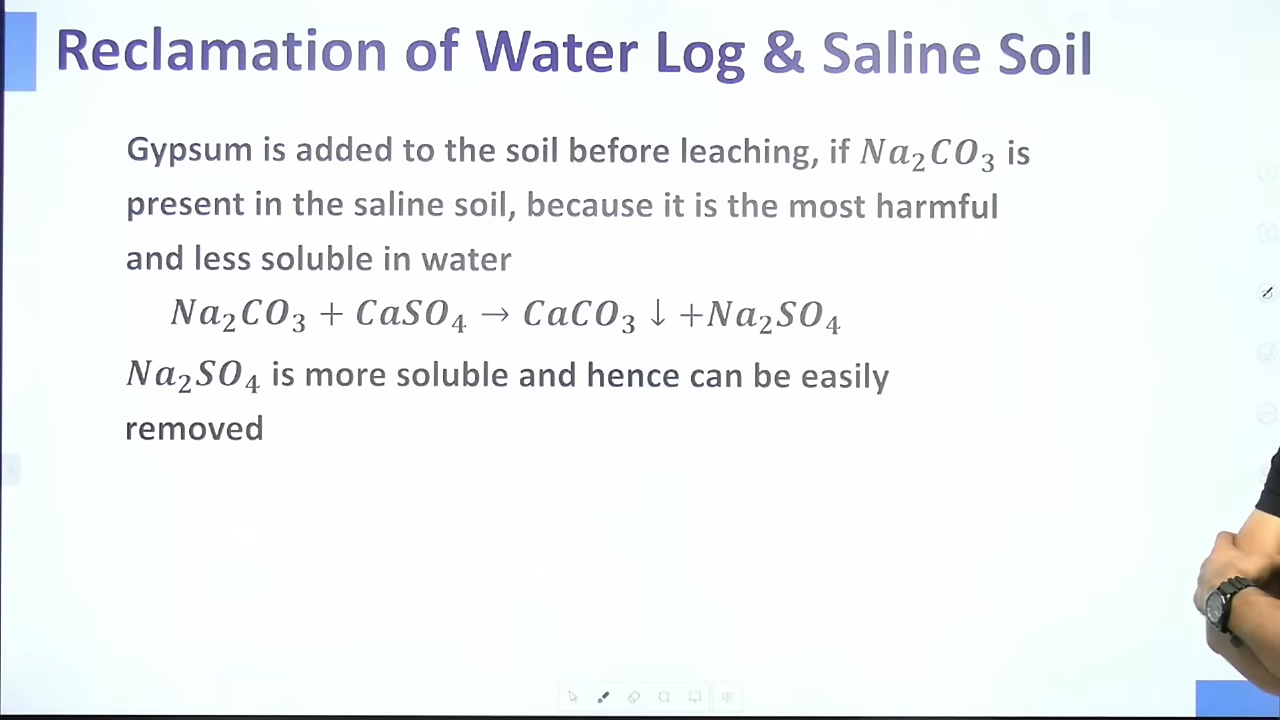 Reclamation of Water Log & Saline Soil
Gypsum is added to the soil before leaching, if Na₂CO₃ is
present in the saline soil, because it is the most harmful
and less soluble in water
Na₂CO₃ + CaSO₄ → CaCO₃ ↓ +Na₂SO₄
Na₂SO₄ is more soluble and hence can be easily
removed